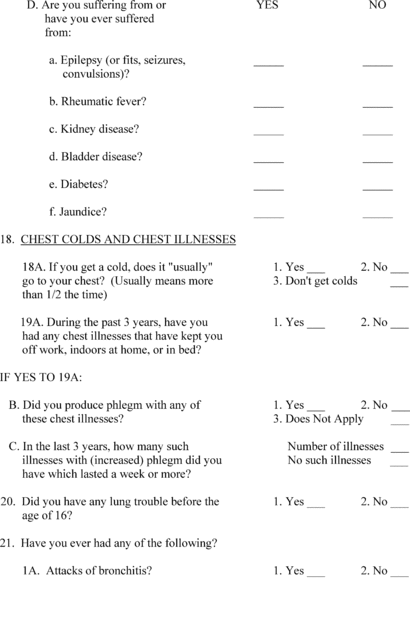 D. Are you suffering from or YES NO
have you ever suffered
from:
a. Epilepsy (or fits, seizures, _____ _____
convulsions)?
b. Rheumatic fever? _____ _____
c. Kidney disease? _____ _____
d. Bladder disease? _____ _____
e. Diabetes? _____ _____
f. Jaundice? _____ _____
18. CHEST COLDS AND CHEST ILLNESSES
18A. If you get a cold, does it "usually" 1. Yes ___ 2. No ___
go to your chest? (Usually means more 3. Don't get colds ___
than 1/2 the time)
19A. During the past 3 years, have you 1. Yes ___ 2. No ___
had any chest illnesses that have kept you
off work, indoors at home, or in bed?
IF YES TO 19A:
B. Did you produce phlegm with any of 1. Yes ___ 2. No ___
these chest illnesses? 3. Does Not Apply ___
C. In the last 3 years, how many such Number of illnesses ___
illnesses with (increased) phlegm did you No such illnesses ___
have which lasted a week or more?
20. Did you have any lung trouble before the 1. Yes ___ 2. No ___
age of 16?
21. Have you ever had any of the following?
1A. Attacks of bronchitis? 1. Yes ___ 2. No ___